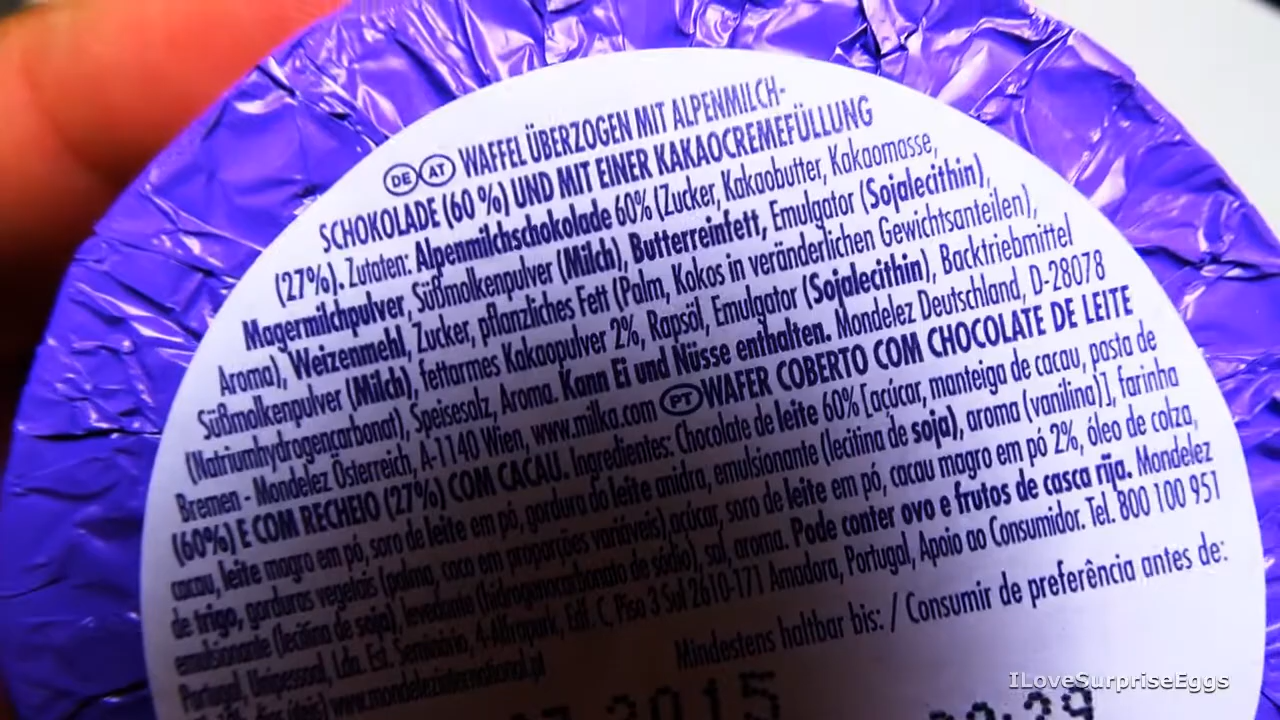 DE AT WAFFEL ÜBERZOGEN MIT ALPENMILCH-
SCHOKOLADE (60 %) UND MIT EINER KAKAOCREMEFÜLLUNG
(27%). Zutaten: Alpenmilchschokolade 60% (Zucker, Kakaobutter, Kakaomasse,
Magermilchpulver, Süßmolkenpulver (Milch), Butterreinfett, Emulgator (Sojalecithin),
Aroma), Weizenmehl, Zucker, pflanzliches Fett (Palm, Kokos in veränderlichen Gewichtsanteilen),
Süßmolkenpulver (Milch), fettarmes Kakaopulver 2%, Rapsöl, Emulgator (Sojalecithin), Backtriebmittel
(Natriumhydrogencarbonat), Speisesalz, Aroma. Kann Ei und Nüsse enthalten. Mondelez Deutschland, D-28078
Bremen - Mondelez Österreich, A-1140 Wien, www.milka.com PT WAFER COBERTO COM CHOCOLATE DE LEITE
(60%) E COM RECHEIO (27%) COM CACAU. Ingredientes: Chocolate de leite 60% [açúcar, manteiga de cacau, pasta de
cacau, leite magro em pó, soro de leite em pó, gordura do leite anidra, emulsionante (lecitina de soja), aroma (vanilina)], farinha
de trigo, gorduras vegetais (palma, coco em proporções variáveis), açúcar, soro de leite em pó, cacau magro em pó 2%, óleo de colza,
emulsionante (lecitina de soja), levedante (hidrogenocarbonato de sódio), sal, aroma. Pode conter ovo e frutos de casca rija. Mondelez
Portugal, Unipessoal, Lda. Est. Seminário, 4-Alfrapark, Edf. C, Piso 3 Sul 2610-171 Amadora, Portugal, Apoio ao Consumidor. Tel. 800 100 951
www.mondelezinternational.pt
Mindestens haltbar bis: / Consumir de preferência antes de:
2015
ILoveSurpriseEggs